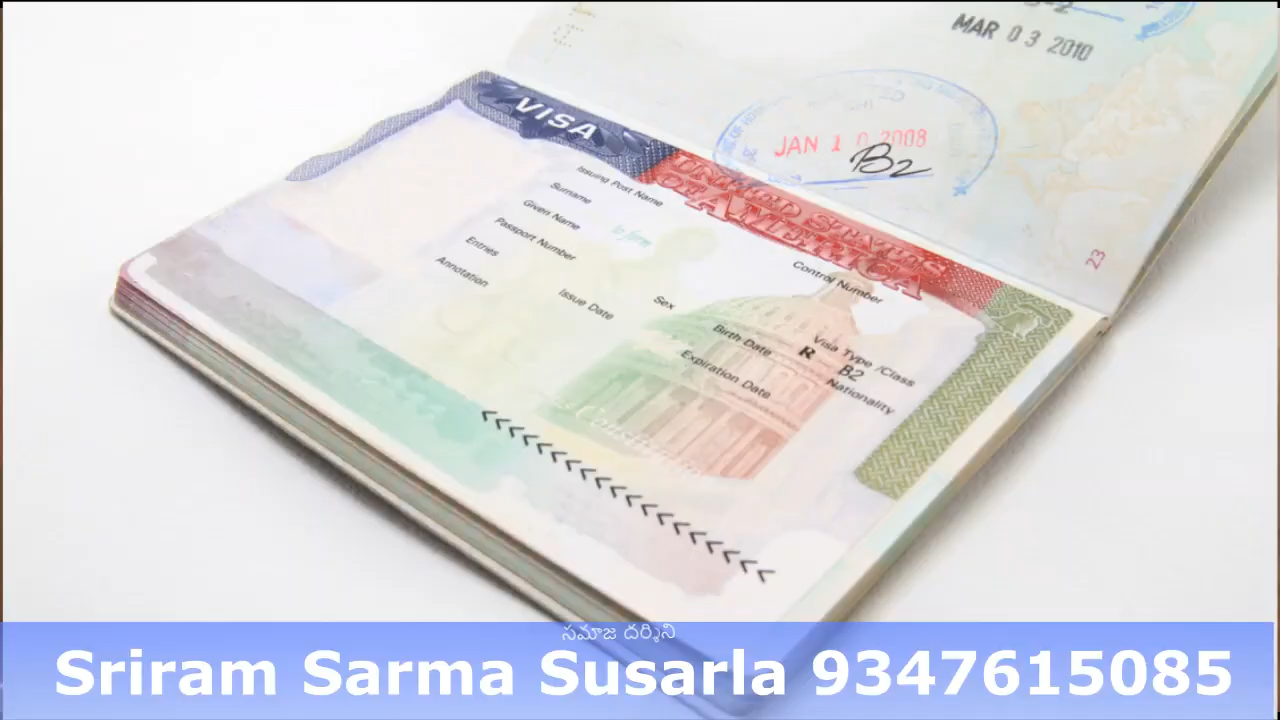 MAR 03 2010
JAN 10 2008
B2
VISA
UNITED STATES
OF AMERICA
23
Issuing Post Name
Surname
Given Name
Passport Number
Entries
Annotation
Control Number
Issue Date
Sex
Birth Date
Visa Type /Class
R
B2
Expiration Date
Nationality
<<<<<<<<<<<<<<<<<<<<
సమాజ దర్శిని
Sriram Sarma Susarla 9347615085